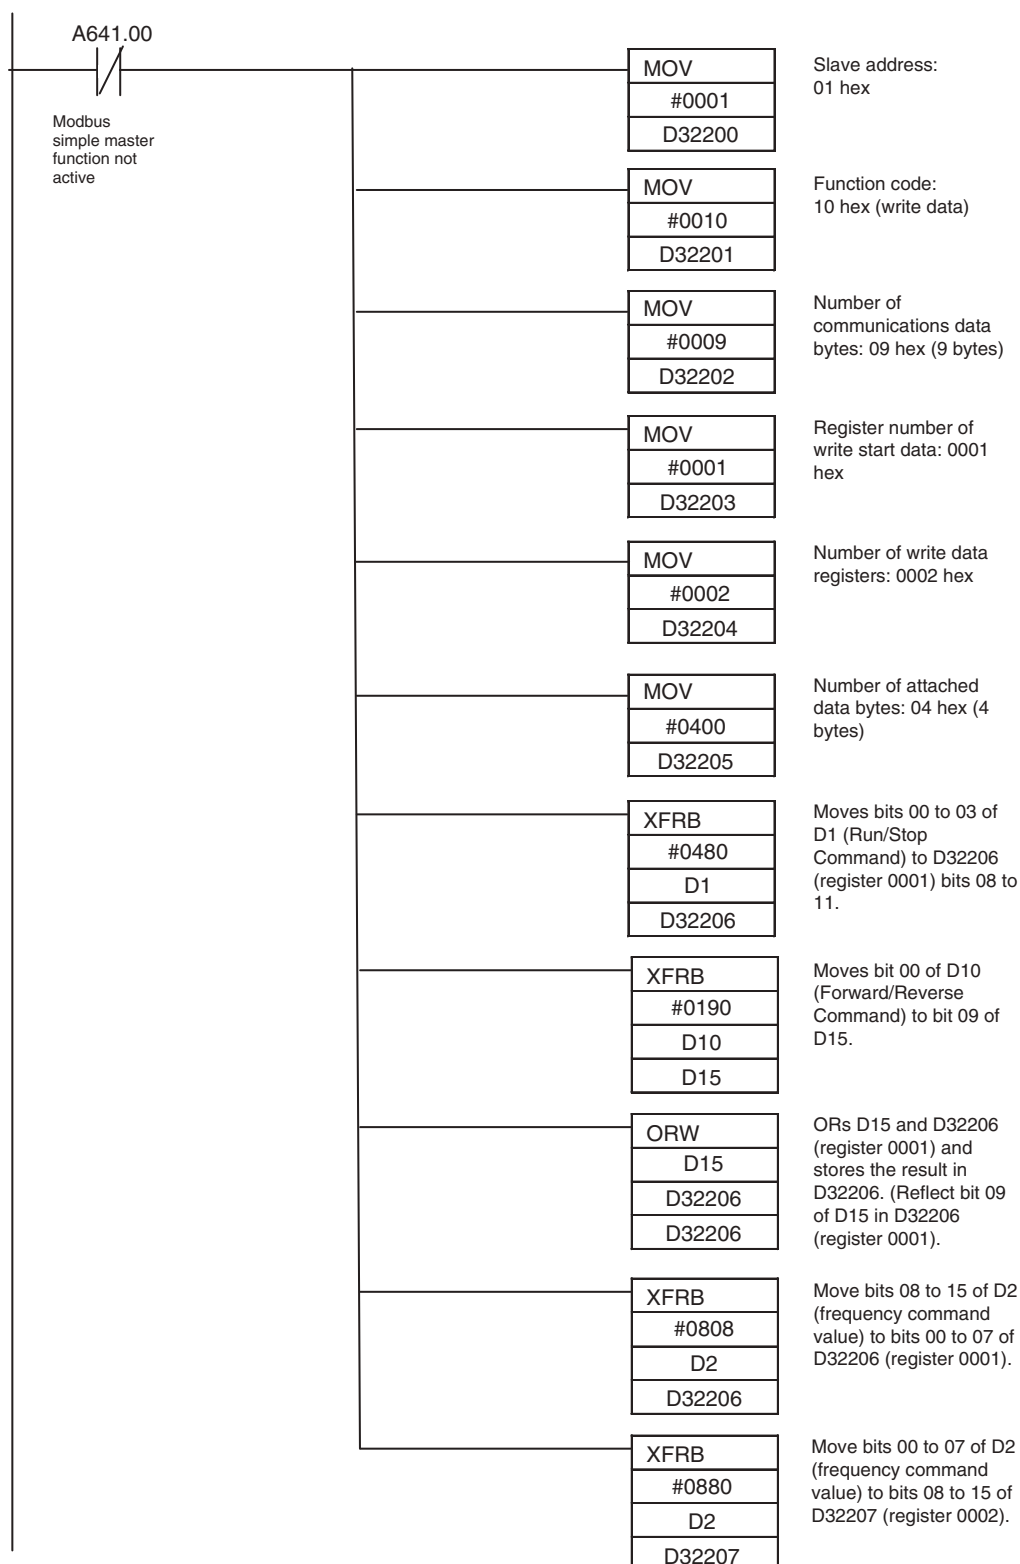 A641.00
Modbus
simple master
function not
active
MOV
#0001
D32200
Slave address:
01 hex
MOV
#0010
D32201
Function code:
10 hex (write data)
MOV
#0009
D32202
Number of
communications data
bytes: 09 hex (9 bytes)
MOV
#0001
D32203
Register number of
write start data: 0001
hex
MOV
#0002
D32204
Number of write data
registers: 0002 hex
MOV
#0400
D32205
Number of attached
data bytes: 04 hex (4
bytes)
XFRB
#0480
D1
D32206
Moves bits 00 to 03 of
D1 (Run/Stop
Command) to D32206
(register 0001) bits 08 to
11.
XFRB
#0190
D10
D15
Moves bit 00 of D10
(Forward/Reverse
Command) to bit 09 of
D15.
ORW
D15
D32206
D32206
ORs D15 and D32206
(register 0001) and
stores the result in
D32206. (Reflect bit 09
of D15 in D32206
(register 0001).
XFRB
#0808
D2
D32206
Move bits 08 to 15 of D2
(frequency command
value) to bits 00 to 07 of
D32206 (register 0001).
XFRB
#0880
D2
D32207
Move bits 00 to 07 of D2
(frequency command
value) to bits 08 to 15 of
D32207 (register 0002).